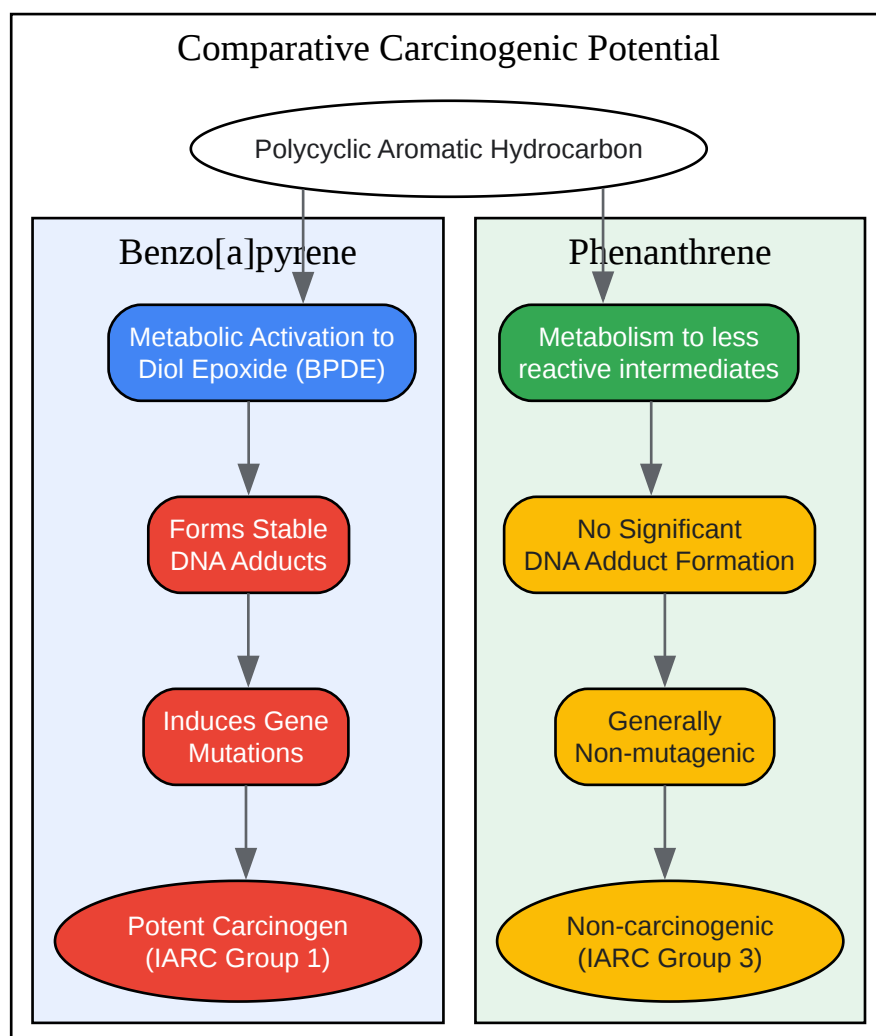 Comparative Carcinogenic Potential
Polycyclic Aromatic Hydrocarbon
Benzo[a]pyrene
Metabolic Activation to
Diol Epoxide (BPDE)
Forms Stable
DNA Adducts
Induces Gene
Mutations
Potent Carcinogen
(IARC Group 1)
Phenanthrene
Metabolism to less
reactive intermediates
No Significant
DNA Adduct Formation
Generally
Non-mutagenic
Non-carcinogenic
(IARC Group 3)